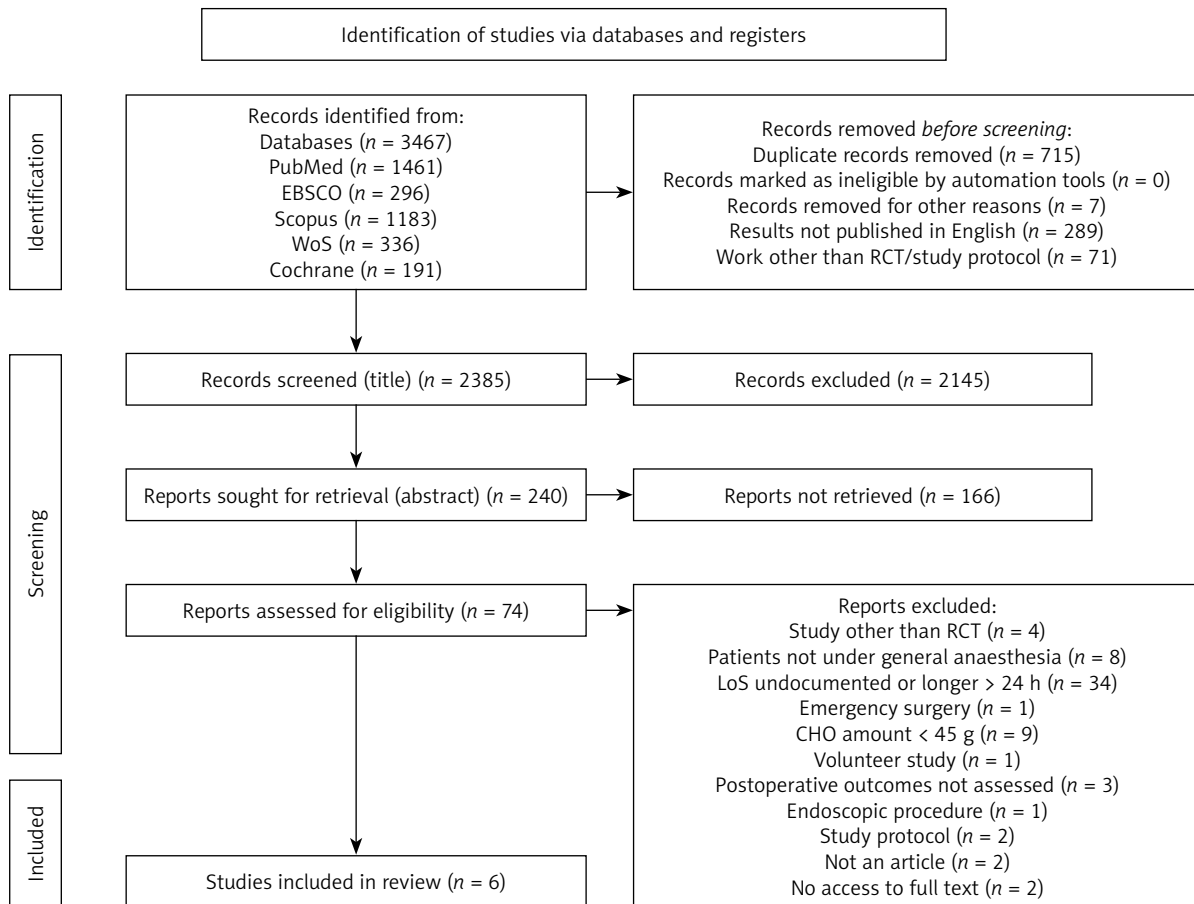 Identification of studies via databases and registers
Identification
Records identified from:
Databases (n = 3467)
PubMed (n = 1461)
EBSCO (n = 296)
Scopus (n = 1183)
WoS (n = 336)
Cochrane (n = 191)
Records removed before screening:
Duplicate records removed (n = 715)
Records marked as ineligible by automation tools (n = 0)
Records removed for other reasons (n = 7)
Results not published in English (n = 289)
Work other than RCT/study protocol (n = 71)
Screening
Records screened (title) (n = 2385)
Records excluded (n = 2145)
Reports sought for retrieval (abstract) (n = 240)
Reports not retrieved (n = 166)
Reports assessed for eligibility (n = 74)
Reports excluded:
Study other than RCT (n = 4)
Patients not under general anaesthesia (n = 8)
LoS undocumented or longer > 24 h (n = 34)
Emergency surgery (n = 1)
CHO amount < 45 g (n = 9)
Volunteer study (n = 1)
Postoperative outcomes not assessed (n = 3)
Endoscopic procedure (n = 1)
Study protocol (n = 2)
Not an article (n = 2)
No access to full text (n = 2)
Included
Studies included in review (n = 6)